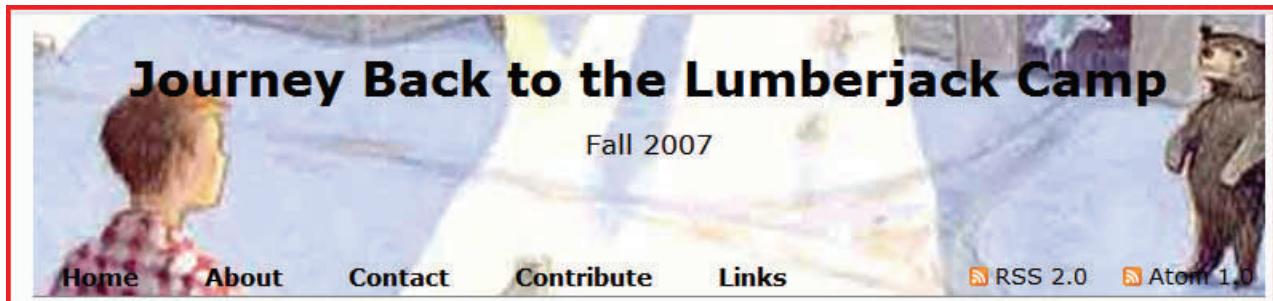 Journey Back to the Lumberjack Camp
Fall 2007
Home About Contact Contribute Links RSS 2.0 Atom 1.0